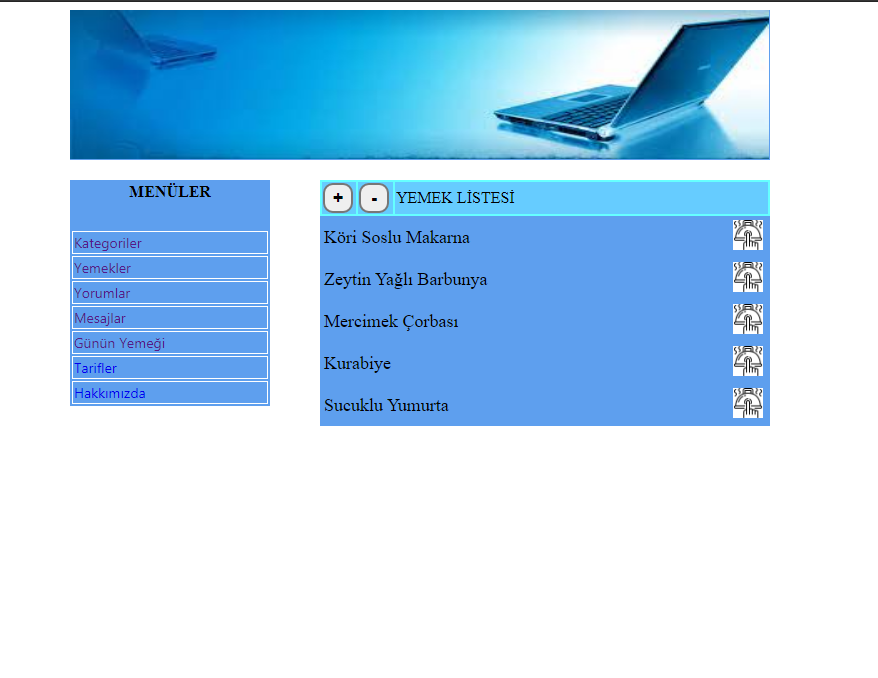 MENÜLER
Kategoriler
Yemekler
Yorumlar
Mesajlar
Günün Yemeği
Tarifler
Hakkımızda
+ - YEMEK LİSTESİ
Köri Soslu Makarna
Zeytin Yağlı Barbunya
Mercimek Çorbası
Kurabiye
Sucuklu Yumurta